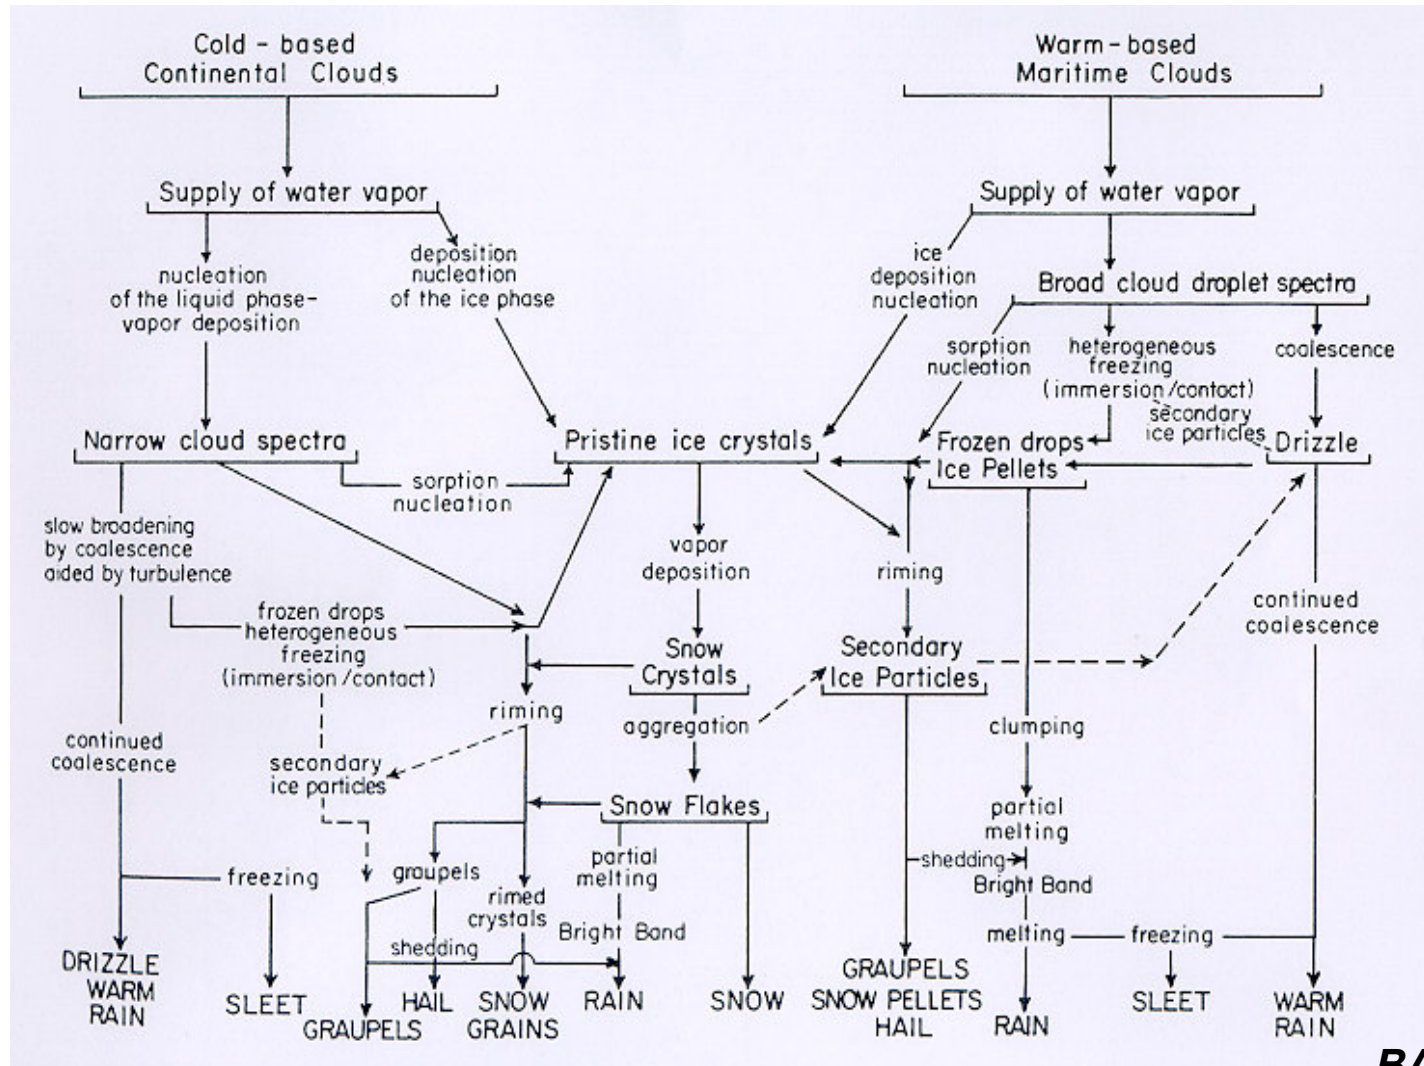 Cold - based
Continental Clouds
Warm-based
Maritime Clouds
Supply of water vapor
Supply of water vapor
nucleation
of the liquid phase-
vapor deposition
deposition
nucleation
of the ice phase
ice
deposition
nucleation
Broad cloud droplet spectra
sorption
nucleation
heterogeneous
freezing
(immersion/contact)
coalescence
secondary
ice particles
Narrow cloud spectra
Pristine ice crystals
Frozen drops
Ice Pellets
Drizzle
sorption
nucleation
slow broadening
by coalescence
aided by turbulence
vapor
deposition
riming
frozen drops
heterogeneous
freezing
(immersion/contact)
continued
coalescence
Snow
Crystals
Secondary
Ice Particles
riming
aggregation
clumping
continued
coalescence
secondary
ice particles
Snow Flakes
partial
melting
freezing
graupels
rimed
crystals
partial
melting
shedding
Bright Band
shedding
Bright Band
melting
freezing
DRIZZLE
WARM
RAIN
SLEET
GRAUPELS
HAIL
SNOW
GRAINS
RAIN
SNOW
GRAUPELS
SNOW PELLETS
HAIL
RAIN
SLEET
WARM
RAIN